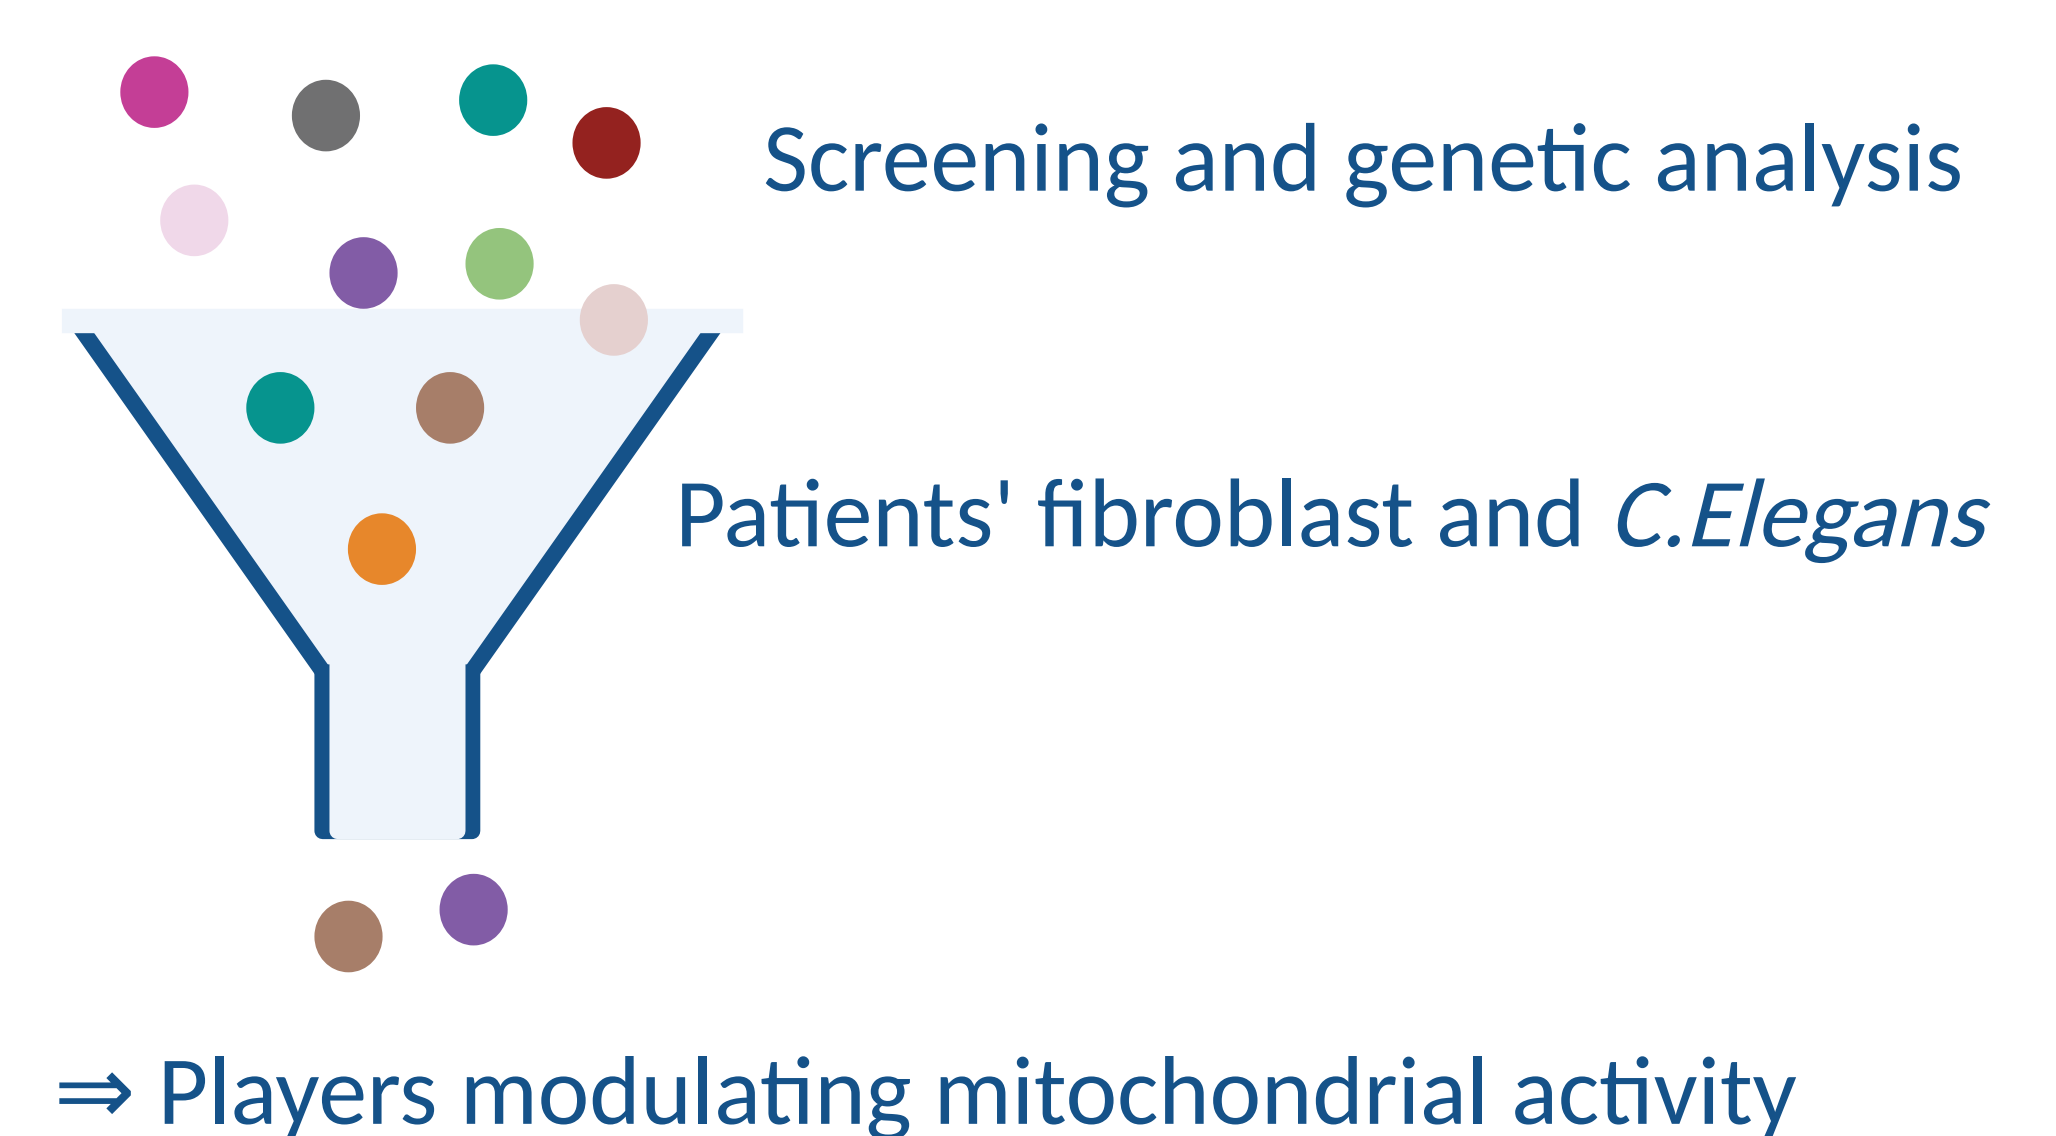 Screening and genetic analysis
Patients' fibroblast and C.Elegans
⇒ Players modulating mitochondrial activity